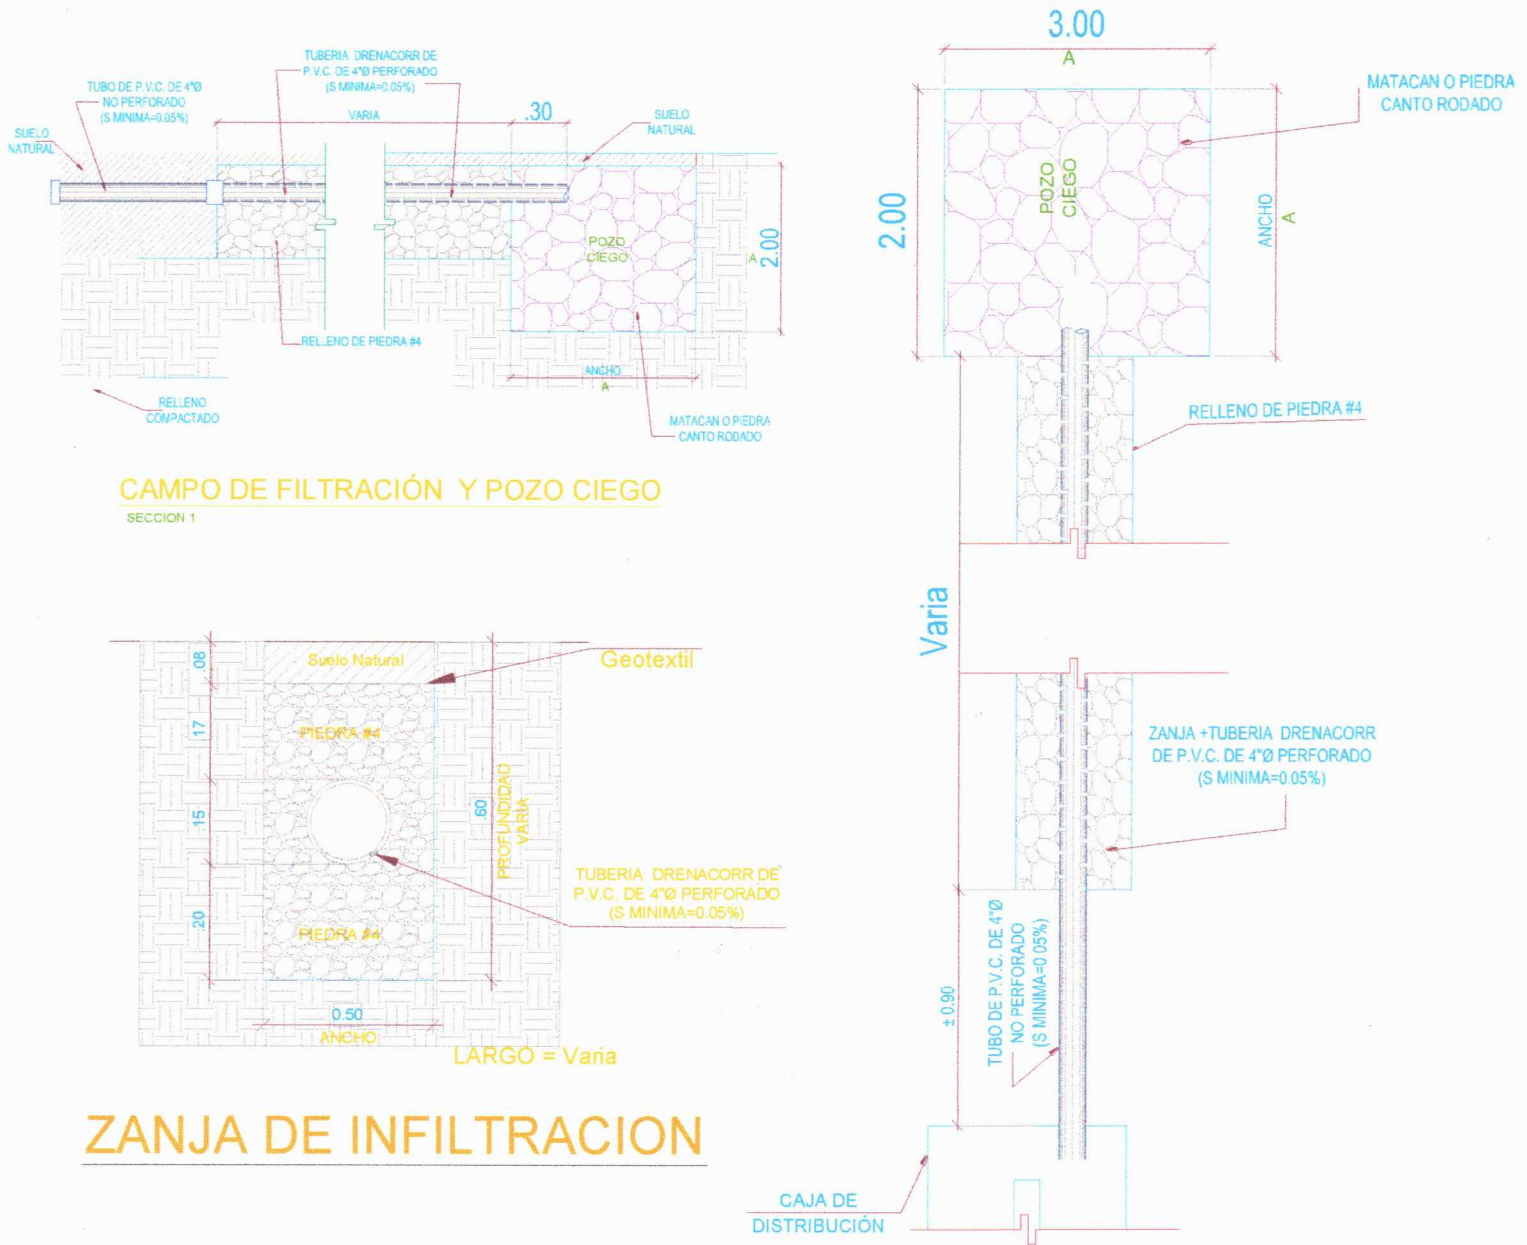 TUBERIA DRENACORR DE
P.V.C. DE 4"Ø PERFORADO
(S MINIMA=0.05%)
TUBO DE P.V.C. DE 4"Ø
NO PERFORADO
(S MINIMA=0.05%)
SUELO
NATURAL
VARIA
.30
SUELO
NATURAL
POZO
CIEGO
A
2.00
RELLENO DE PIEDRA #4
ANCHO
A
RELLENO
COMPACTADO
MATACAN O PIEDRA
CANTO RODADO
CAMPO DE FILTRACIÓN Y POZO CIEGO
SECCION 1
.08
Suelo Natural
Geotextil
17
PIEDRA #4
.15
.60
PROFUNDIDAD
VARIA
TUBERIA DRENACORR DE
P.V.C. DE 4"Ø PERFORADO
(S MINIMA=0.05%)
.20
PIEDRA #4
0.50
ANCHO
LARGO = Varia
ZANJA DE INFILTRACION
3.00
A
MATACAN O PIEDRA
CANTO RODADO
POZO
CIEGO
2.00
ANCHO
A
RELLENO DE PIEDRA #4
Varia
ZANJA +TUBERIA DRENACORR
DE P.V.C. DE 4"Ø PERFORADO
(S MINIMA=0.05%)
± 0.90
TUBO DE P.V.C. DE 4"Ø
NO PERFORADO
(S MINIMA=0.05%)
CAJA DE
DISTRIBUCIÓN